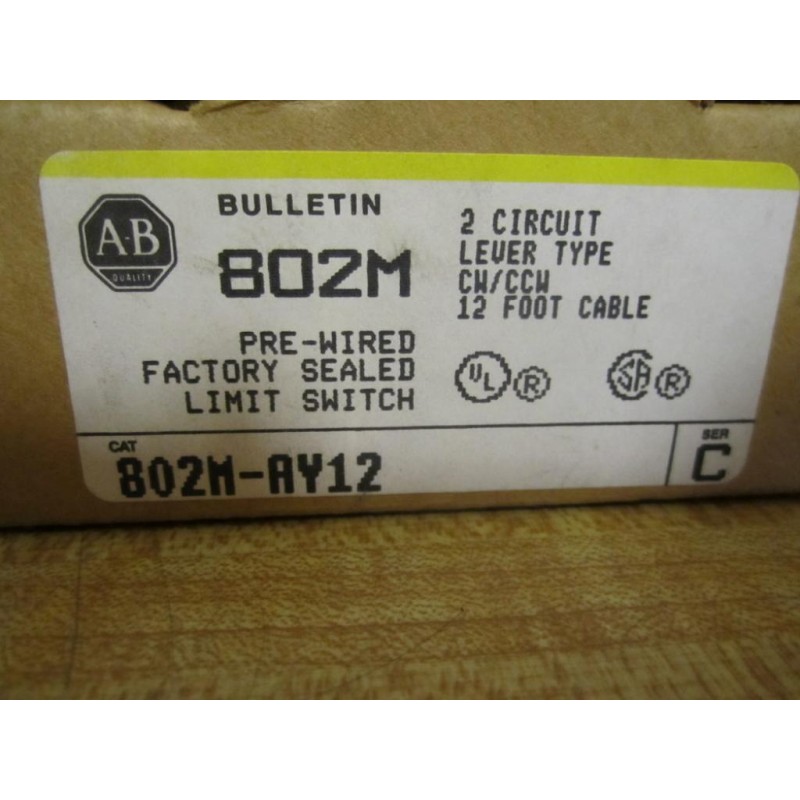 A·B
QUALITY
BULLETIN
802M
PRE-WIRED
FACTORY SEALED
LIMIT SWITCH
2 CIRCUIT
LEVER TYPE
CW/CCW
12 FOOT CABLE
UL ®
SA ®
CAT
802M-AY12
SER
C